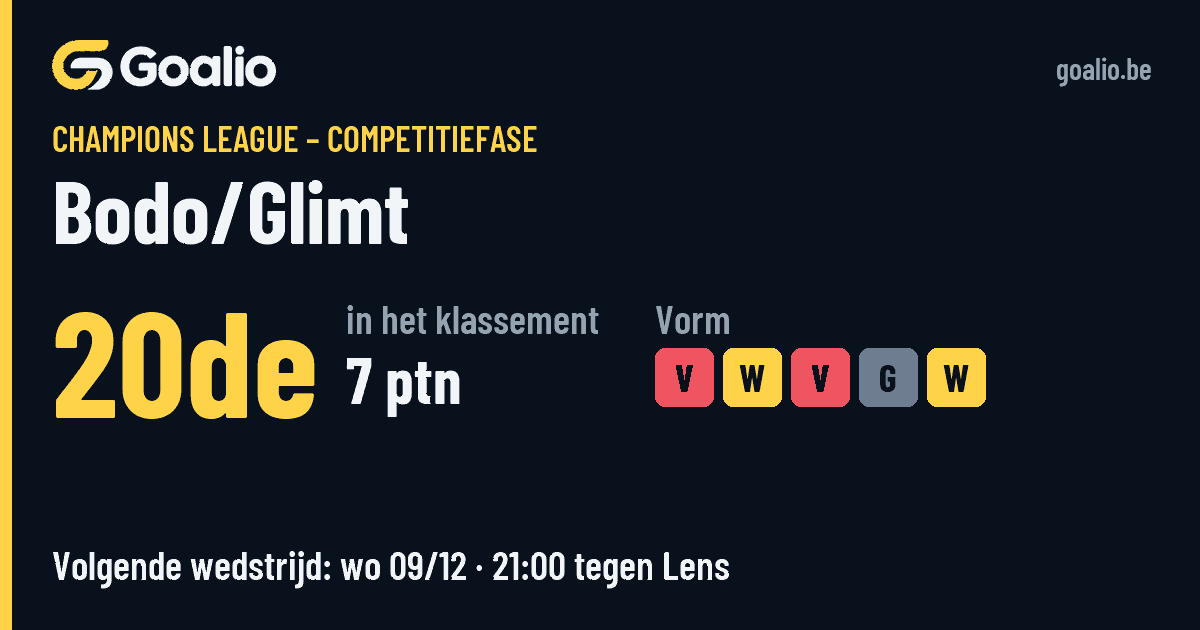 Goalio
goalio.be
CHAMPIONS LEAGUE – COMPETITIEFASE
Bodo/Glimt
20de
in het klassement
7 ptn
Vorm
V W V G W
Volgende wedstrijd: wo 09/12 · 21:00 tegen Lens